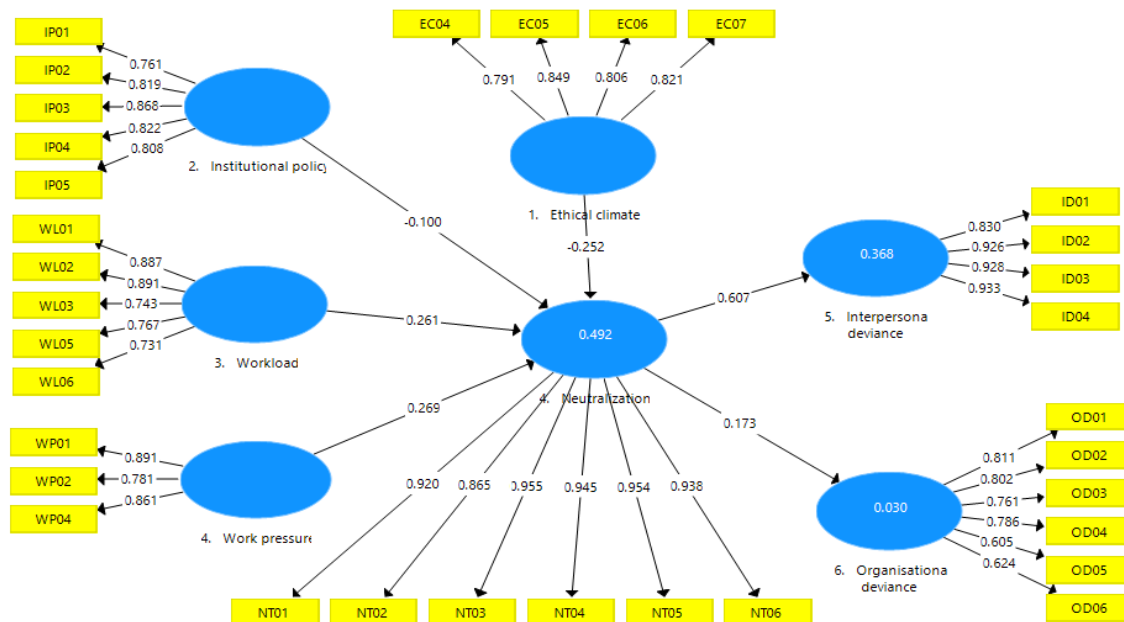 IP01
IP02
IP03
IP04
IP05
0.761
0.819
0.868
0.822
0.808
2. Institutional policy
EC04
EC05
EC06
EC07
0.791
0.849
0.806
0.821
1. Ethical climate
-0.100
-0.252
WL01
WL02
WL03
WL05
WL06
0.887
0.891
0.743
0.767
0.731
3. Workload
0.261
WP01
WP02
WP04
0.891
0.781
0.861
4. Work pressure
0.269
0.492
4. Neutralization
0.920
0.865
0.955
0.945
0.954
0.938
NT01
NT02
NT03
NT04
NT05
NT06
0.607
0.368
5. Interpersona
deviance
0.830
0.926
0.928
0.933
ID01
ID02
ID03
ID04
0.173
0.030
6. Organisationa
deviance
0.811
0.802
0.761
0.786
0.605
0.624
OD01
OD02
OD03
OD04
OD05
OD06